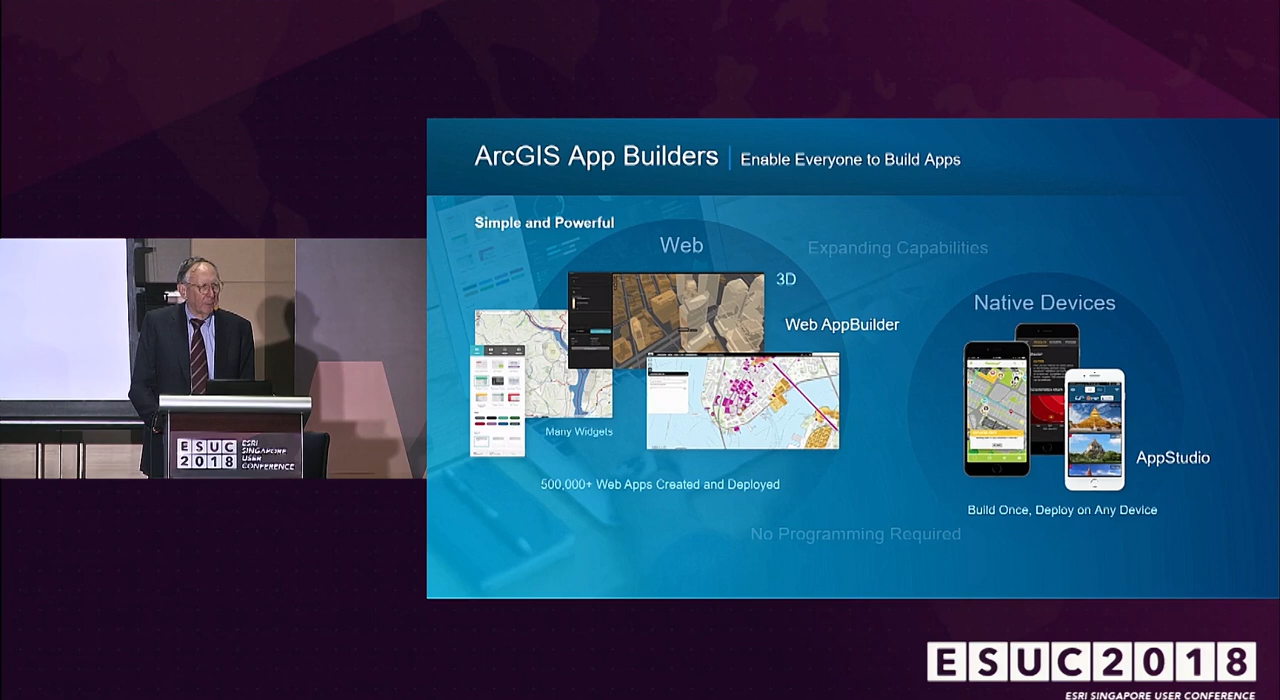 ArcGIS App Builders | Enable Everyone to Build Apps
Simple and Powerful
Web
Expanding Capabilities
3D
Web AppBuilder
Native Devices
Many Widgets
AppStudio
500,000+ Web Apps Created and Deployed
Build Once, Deploy on Any Device
No Programming Required
ESUC
2018
ESRI
SINGAPORE
USER
CONFERENCE
ESUC2018
ESRI SINGAPORE USER CONFERENCE